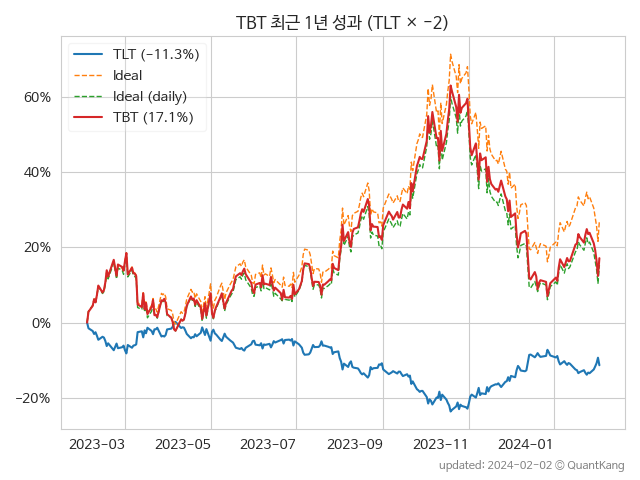 TBT 최근 1년 성과 (TLT × -2)
TLT (-11.3%)
Ideal
Ideal (daily)
TBT (17.1%)
60%
40%
20%
0%
-20%
2023-03
2023-05
2023-07
2023-09
2023-11
2024-01
updated: 2024-02-02 © QuantKang